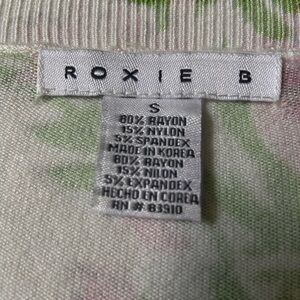 ROXIE B
S
80% RAYON
15% NYLON
5% SPANDEX
MADE IN KOREA
80% RAYON
15% NILON
5% EXPANDEX
HECHO EN COREA
RN # 83910